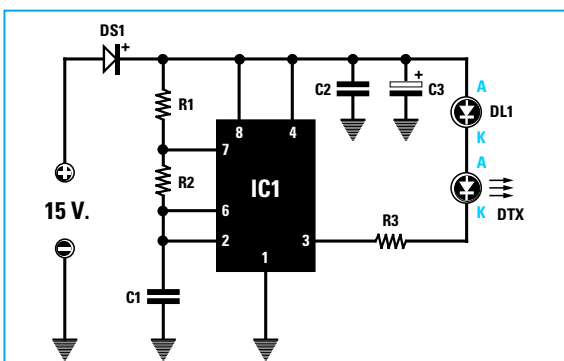 DS1
+
R1
C2
+
C3
A
DL1
K
8
4
7
R2
A
IC1
K
DTX
15 V.
6
R3
2
3
1
C1